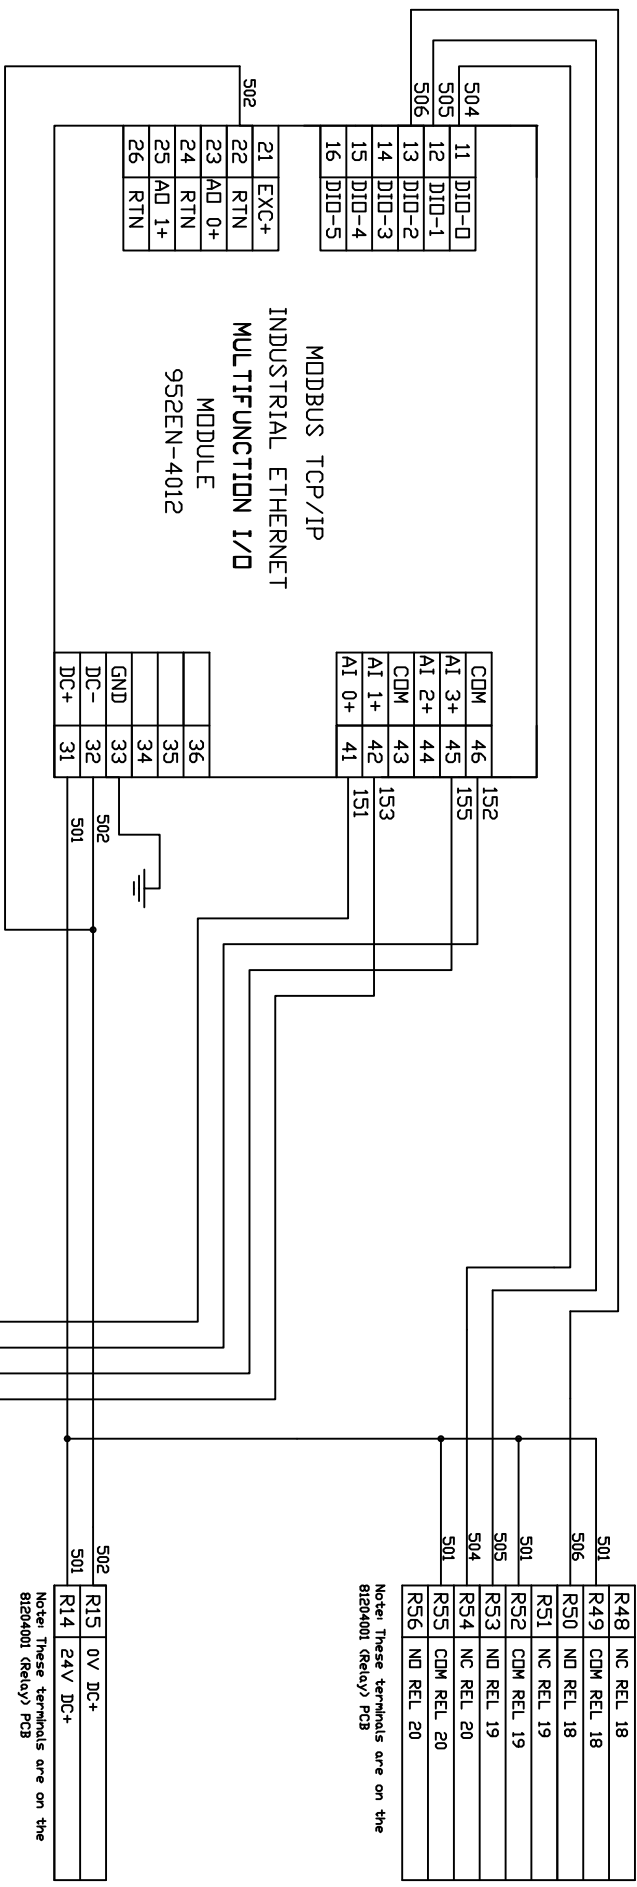 504
505
506
11 DIO-0
12 DIO-1
13 DIO-2
14 DIO-3
15 DIO-4
16 DIO-5
502
21 EXC+
22 RTN
23 AO 0+
24 RTN
25 AO 1+
26 RTN
MODBUS TCP/IP
INDUSTRIAL ETHERNET
MULTIFUNCTION I/O
MODULE
952EN-4012
COM 46
AI 3+ 45
AI 2+ 44
COM 43
AI 1+ 42
AI 0+ 41
152
155
153
151
36
35
34
GND 33
DC- 32
DC+ 31
502
501
501
506
501
505
504
501
R48 NC REL 18
R49 COM REL 18
R50 NO REL 18
R51 NC REL 19
R52 COM REL 19
R53 NO REL 19
R54 NC REL 20
R55 COM REL 20
R56 NO REL 20
Note: These terminals are on the
81204001 (Relay) PCB
502
501
R15 0V DC+
R14 24V DC+
Note: These terminals are on the
81204001 (Relay) PCB